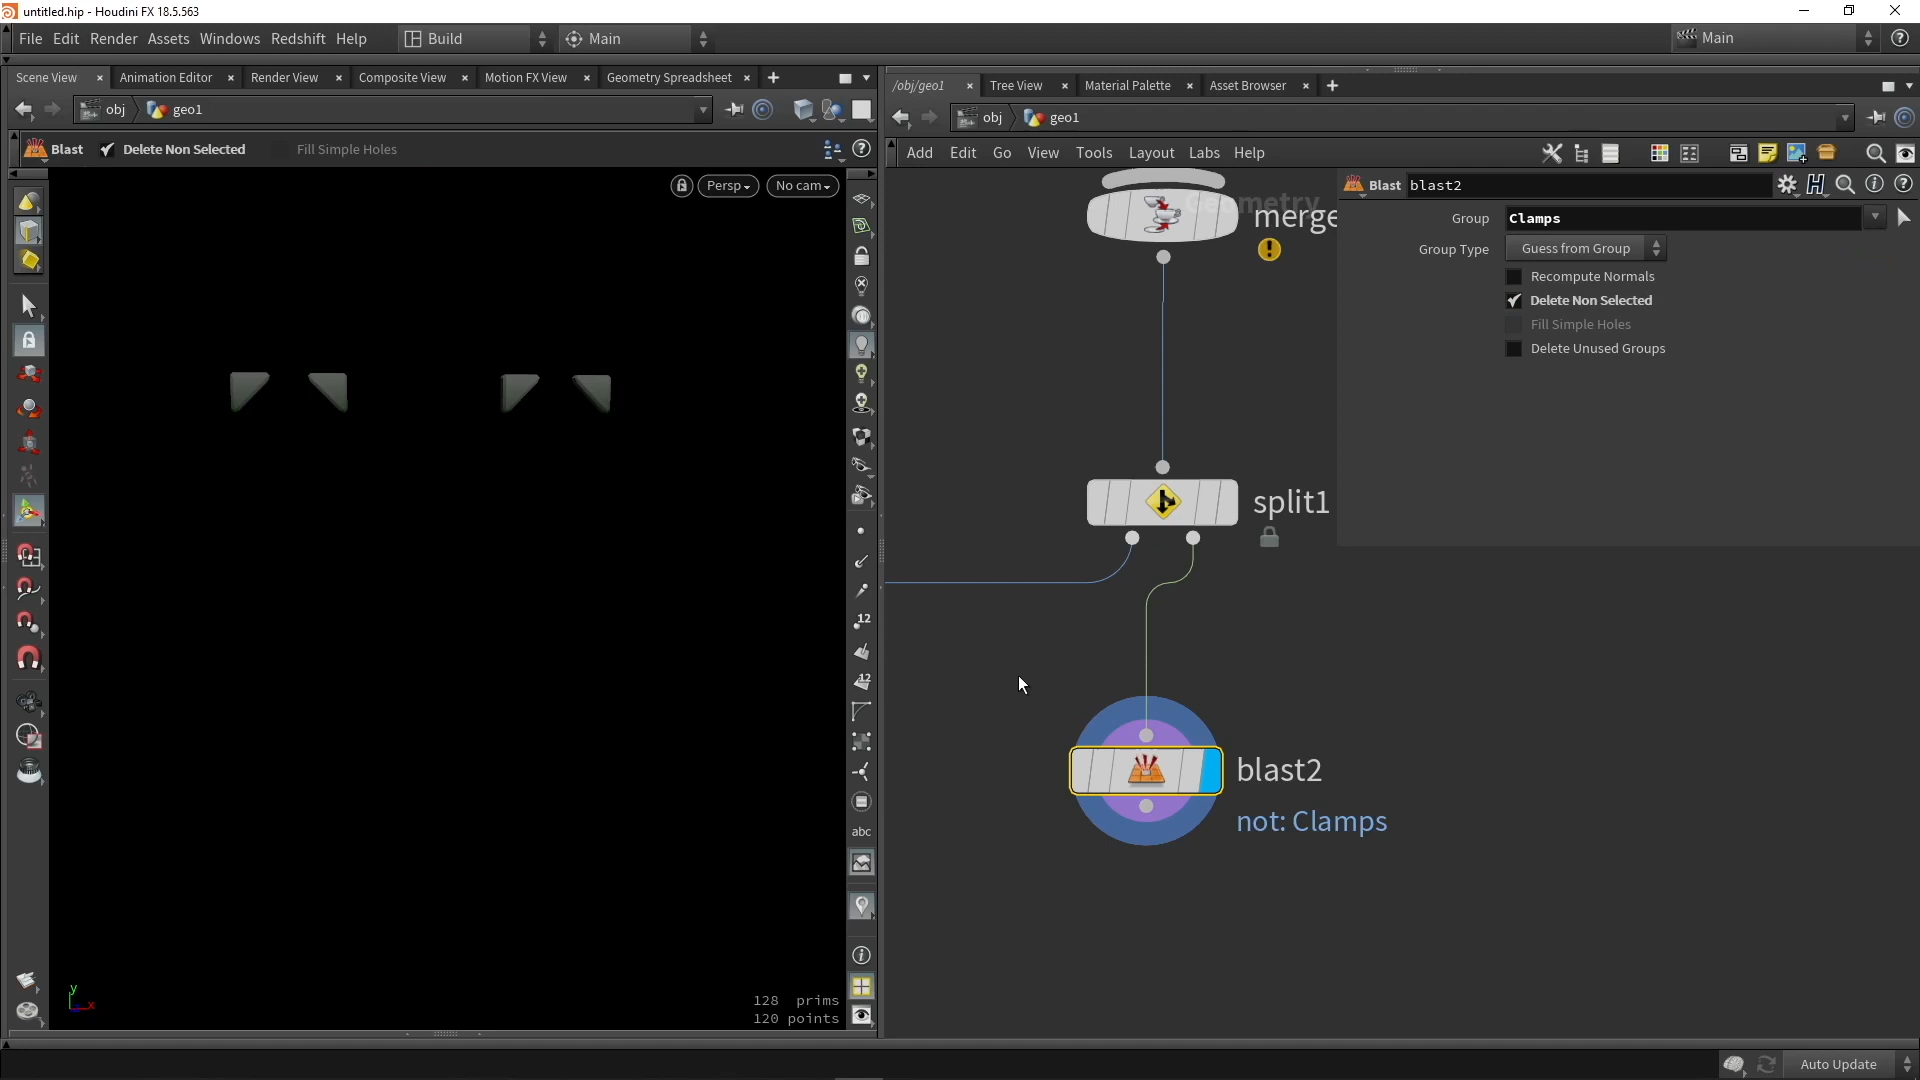 untitled.hip - Houdini FX 18.5.563
File Edit Render Assets Windows Redshift Help
Build
Main
Main
Scene View
Animation Editor
Render View
Composite View
Motion FX View
Geometry Spreadsheet
/obj/geo1
Tree View
Material Palette
Asset Browser
obj
geo1
obj
geo1
Blast
Delete Non Selected
Fill Simple Holes
Add Edit Go View Tools Layout Labs Help
Persp
No cam
Blast
blast2
Group
Clamps
Group Type
Guess from Group
Recompute Normals
Delete Non Selected
Fill Simple Holes
Delete Unused Groups
Geometry
merge
split1
blast2
not: Clamps
12
12
abc
y
x
128 prims
120 points
Auto Update